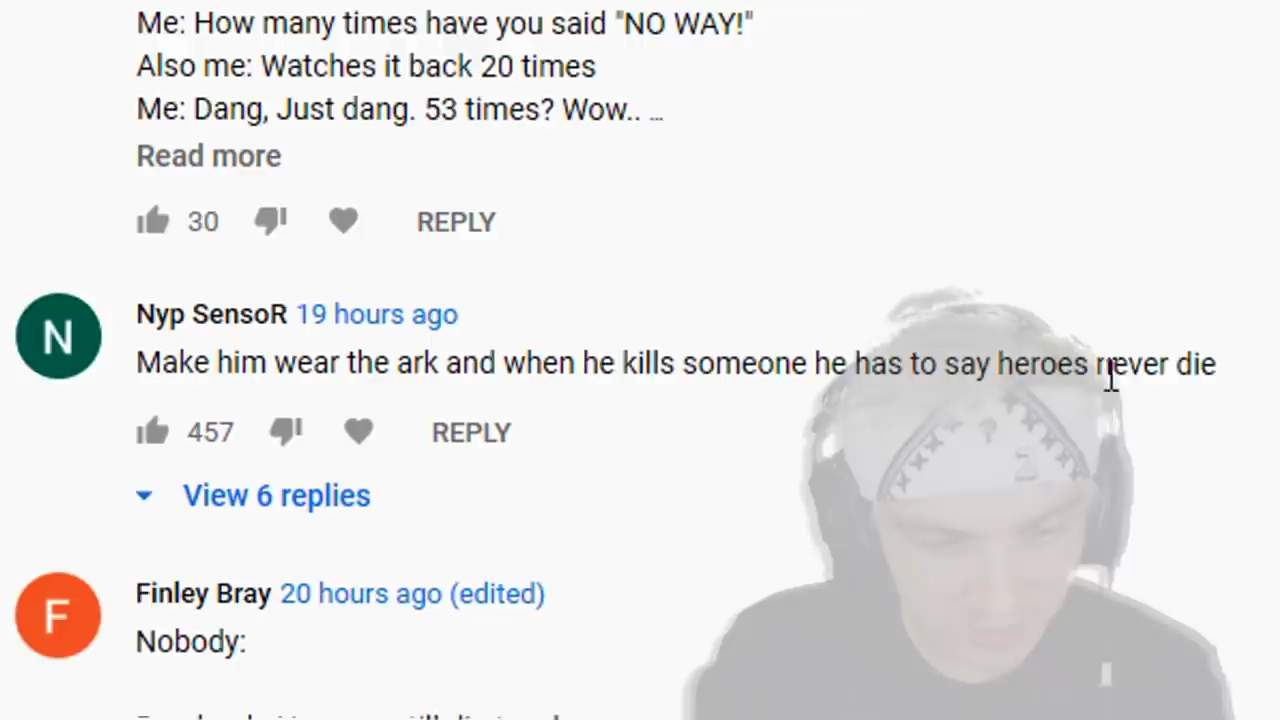 Me: How many times have you said "NO WAY!"
Also me: Watches it back 20 times
Me: Dang, Just dang. 53 times? Wow.. ...
Read more
30 REPLY
N
Nyp SensoR 19 hours ago
Make him wear the ark and when he kills someone he has to say heroes never die
457 REPLY
View 6 replies
F
Finley Bray 20 hours ago (edited)
Nobody: